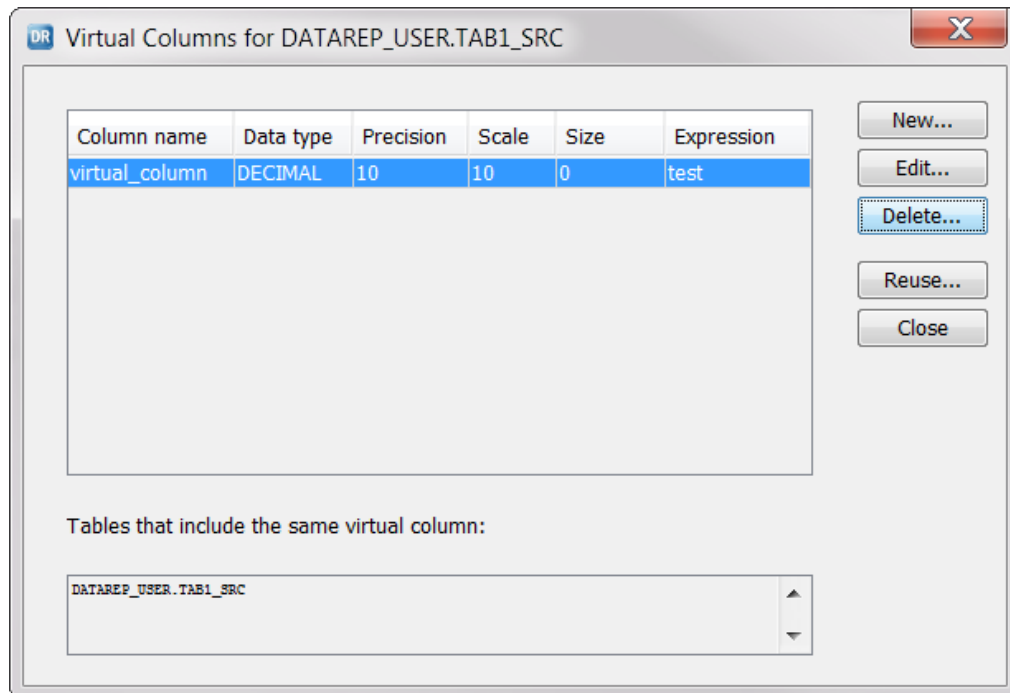 DR Virtual Columns for DATAREP_USER.TAB1_SRC X
Column name Data type Precision Scale Size Expression
virtual_column DECIMAL 10 10 0 test
New...
Edit...
Delete...
Reuse...
Close
Tables that include the same virtual column:
DATAREP_USER.TAB1_SRC